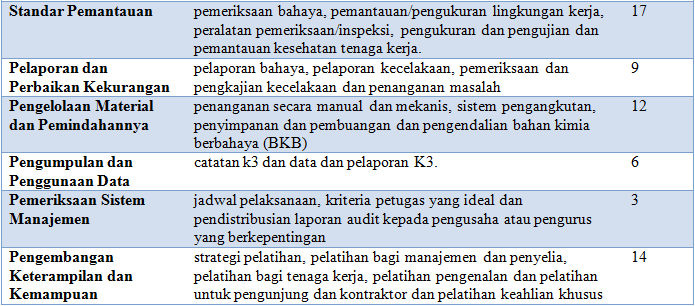 Standar Pemantauan pemeriksaan bahaya, pemantauan/pengukuran lingkungan kerja, 17
peralatan pemeriksaan/inspeksi, pengukuran dan pengujian dan
pemantauan kesehatan tenaga kerja.
Pelaporan dan pelaporan bahaya, pelaporan kecelakaan, pemeriksaan dan 9
Perbaikan Kekurangan pengkajian kecelakaan dan penanganan masalah
Pengelolaan Material penanganan secara manual dan mekanis, sistem pengangkutan, 12
dan Pemindahannya penyimpanan dan pembuangan dan pengendalian bahan kimia
berbahaya (BKB)
Pengumpulan dan catatan k3 dan data dan pelaporan K3. 6
Penggunaan Data
Pemeriksaan Sistem jadwal pelaksanaan, kriteria petugas yang ideal dan 3
Manajemen pendistribusian laporan audit kepada pengusaha atau pengurus
yang berkepentingan
Pengembangan strategi pelatihan, pelatihan bagi manajemen dan penyelia, 14
Keterampilan dan pelatihan bagi tenaga kerja, pelatihan pengenalan dan pelatihan
Kemampuan untuk pengunjung dan kontraktor dan pelatihan keahlian khusus